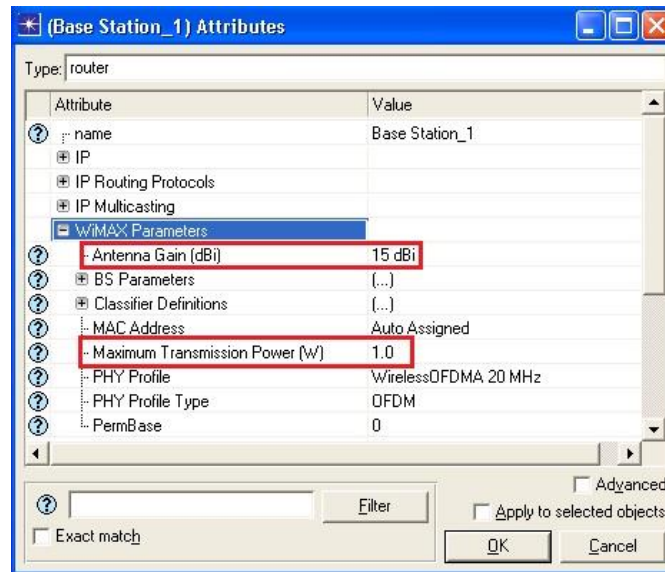 (Base Station_1) Attributes
Type: router
Attribute Value
name Base Station_1
IP
IP Routing Protocols
IP Multicasting
WiMAX Parameters
Antenna Gain (dBi) 15 dBi
BS Parameters (...)
Classifier Definitions (...)
MAC Address Auto Assigned
Maximum Transmission Power (W) 1.0
PHY Profile WirelessOFDMA 20 MHz
PHY Profile Type OFDM
PermBase 0
Advanced
Filter Apply to selected objects
Exact match
OK Cancel